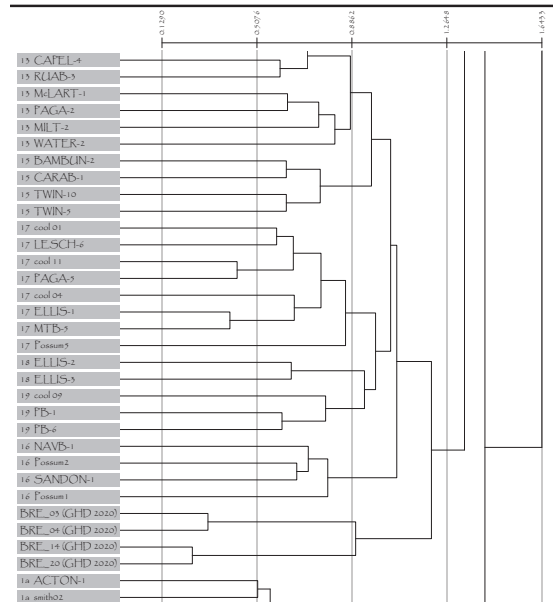 0.1290
0.5076
0.8862
1.2648
1.6433
13 CAPEL-4
13 RUAB-3
13 McLART-1
13 PAGA-2
13 MILT-2
13 WATER-2
15 BAMBUN-2
15 CARAB-1
15 TWIN-10
15 TWIN-5
17 cool 01
17 LESCH-6
17 cool 11
17 PAGA-5
17 cool 04
17 ELLIS-1
17 MTB-5
17 Possum3
18 ELLIS-2
18 ELLIS-3
19 cool 09
19 PB-1
19 PB-6
16 NAVB-1
16 Possum2
16 SANDON-1
16 Possum1
BRE_03 (GHD 2020)
BRE_04 (GHD 2020)
BRE_14 (GHD 2020)
BRE_20 (GHD 2020)
1a ACTON-1
1a smith02